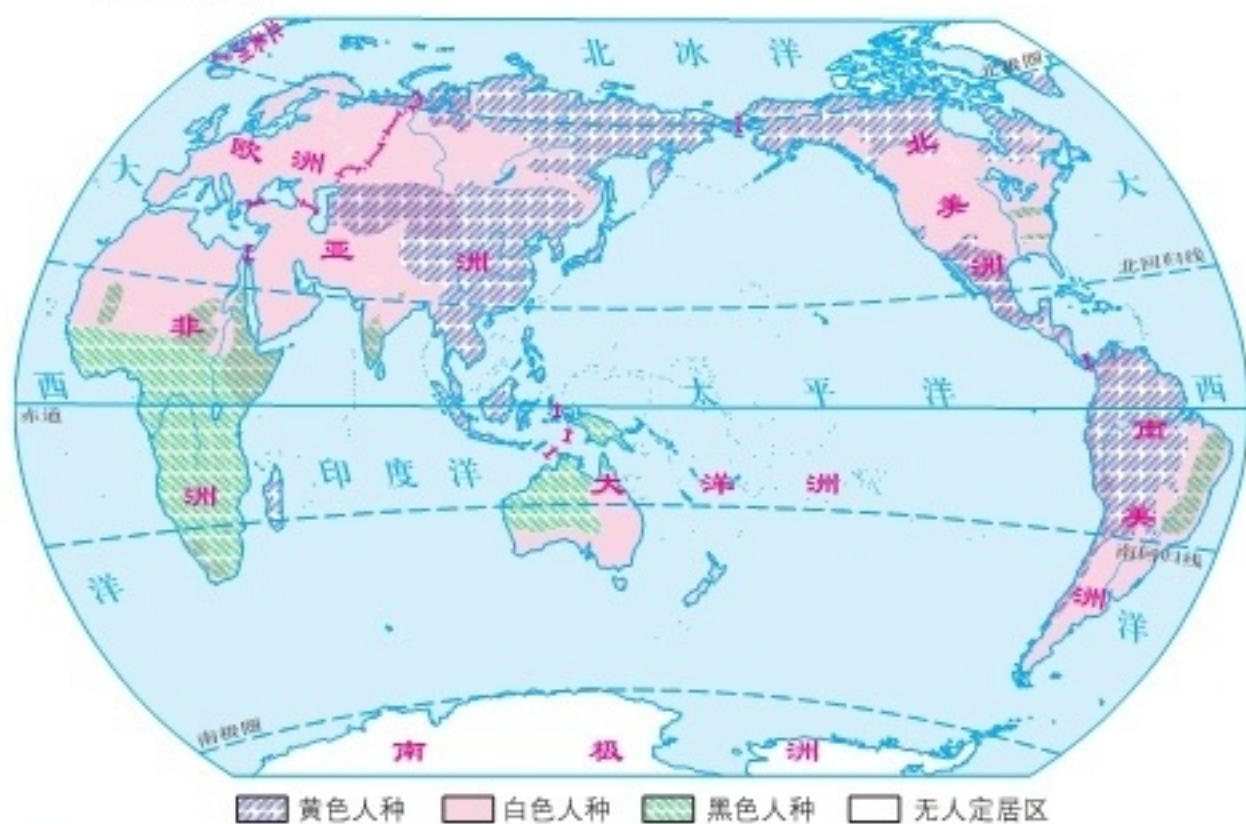 北冰洋
北极圈
欧洲
大
北
大
美
亚
洲
洲
北回归线
非
西
太平洋
西
赤道
南
印度洋
洲
大洋洲
美
南回归线
洋
洲
洋
南极圈
南极洲
黄色人种 白色人种 黑色人种 无人定居区